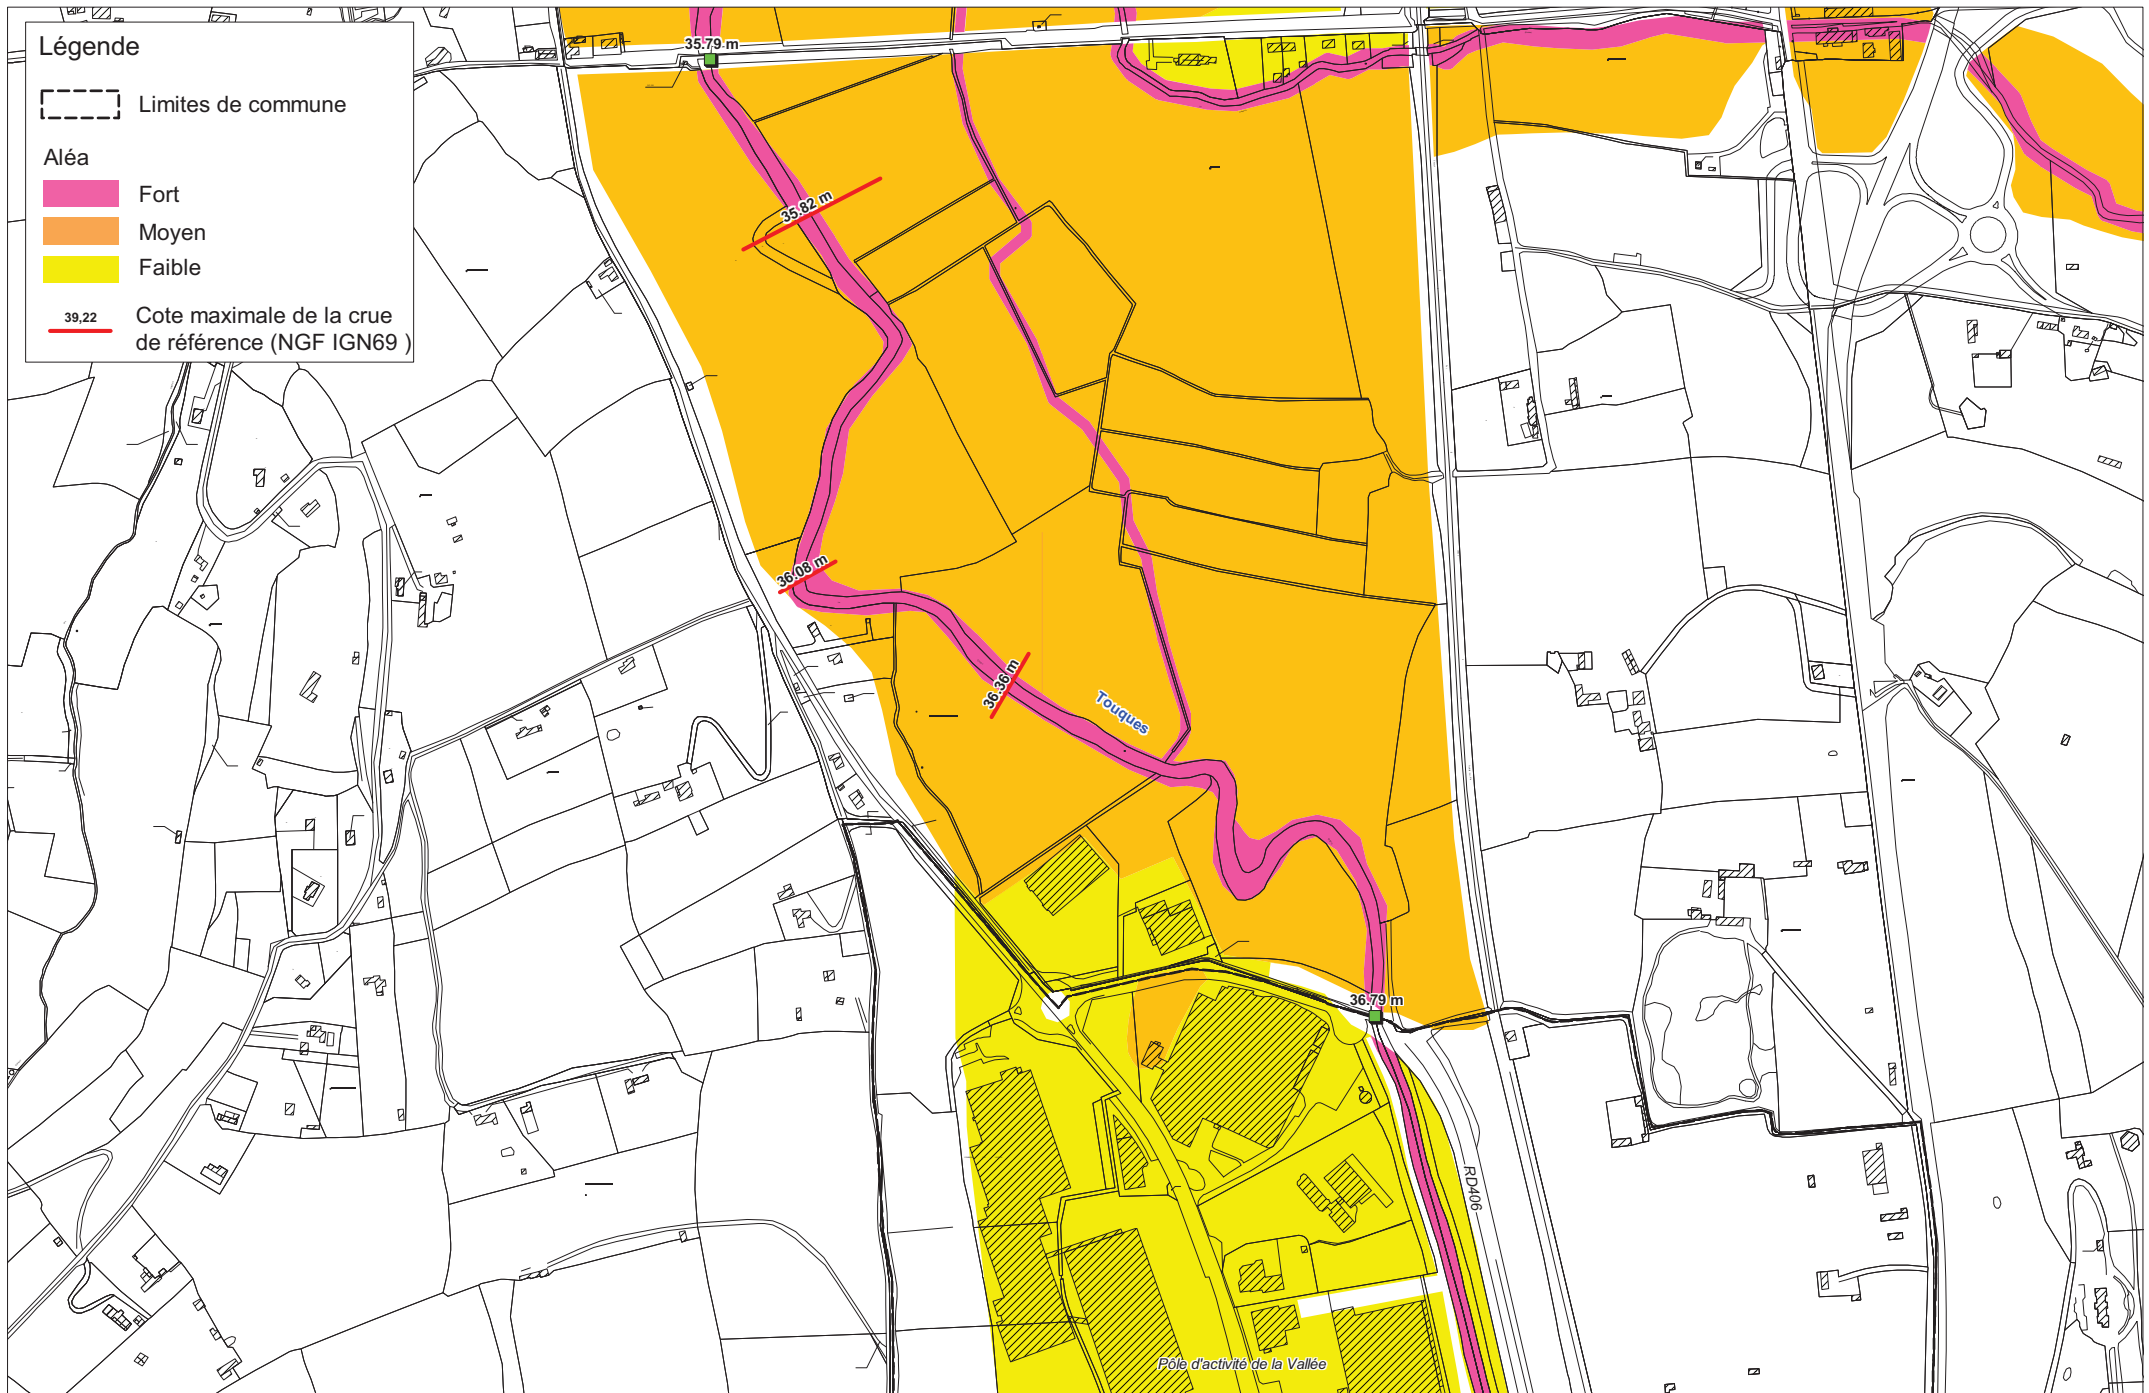 Légende
Limites de commune
Aléa
Fort
Moyen
Faible
39,22
Cote maximale de la crue
de référence (NGF IGN69 )
35.79 m
35.82 m
36.08 m
36.36 m
Touques
36.79 m
RD406
Pôle d'activité de la Vallée